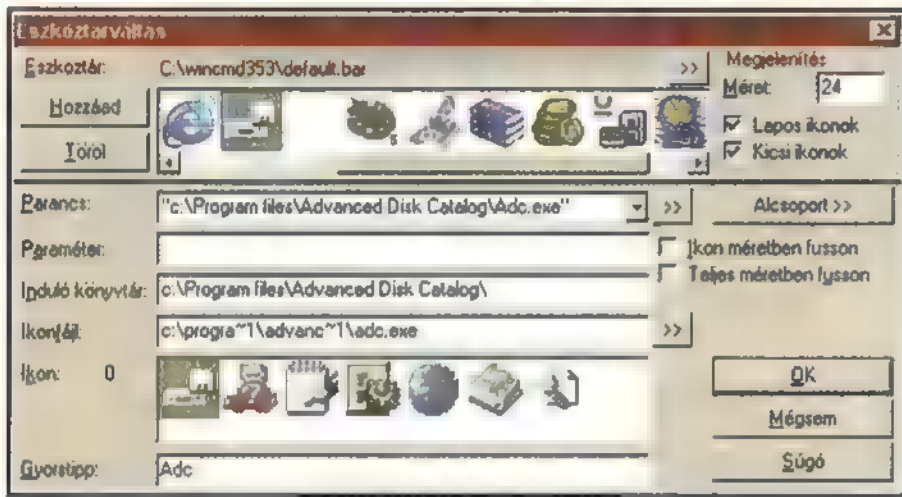 Eszköztárváltás
Eszköztár: C:\wincmd353\default.bar >>
Megjelenítés
Méret: 24
Hozzáad
Töröl
Lapos ikonok
Kicsi ikonok
Parancs: "c:\Program files\Advanced Disk Catalog\Adc.exe" >> Alcsoport >>
Paraméter:
Ikon méretben fusson
Teljes méretben fusson
Induló könyvtár: c:\Program files\Advanced Disk Catalog\
Ikonfájl: c:\progra~1\advanc~1\adc.exe >>
Ikon: 0
OK
Mégsem
Súgó
Gyorstipp: Adc